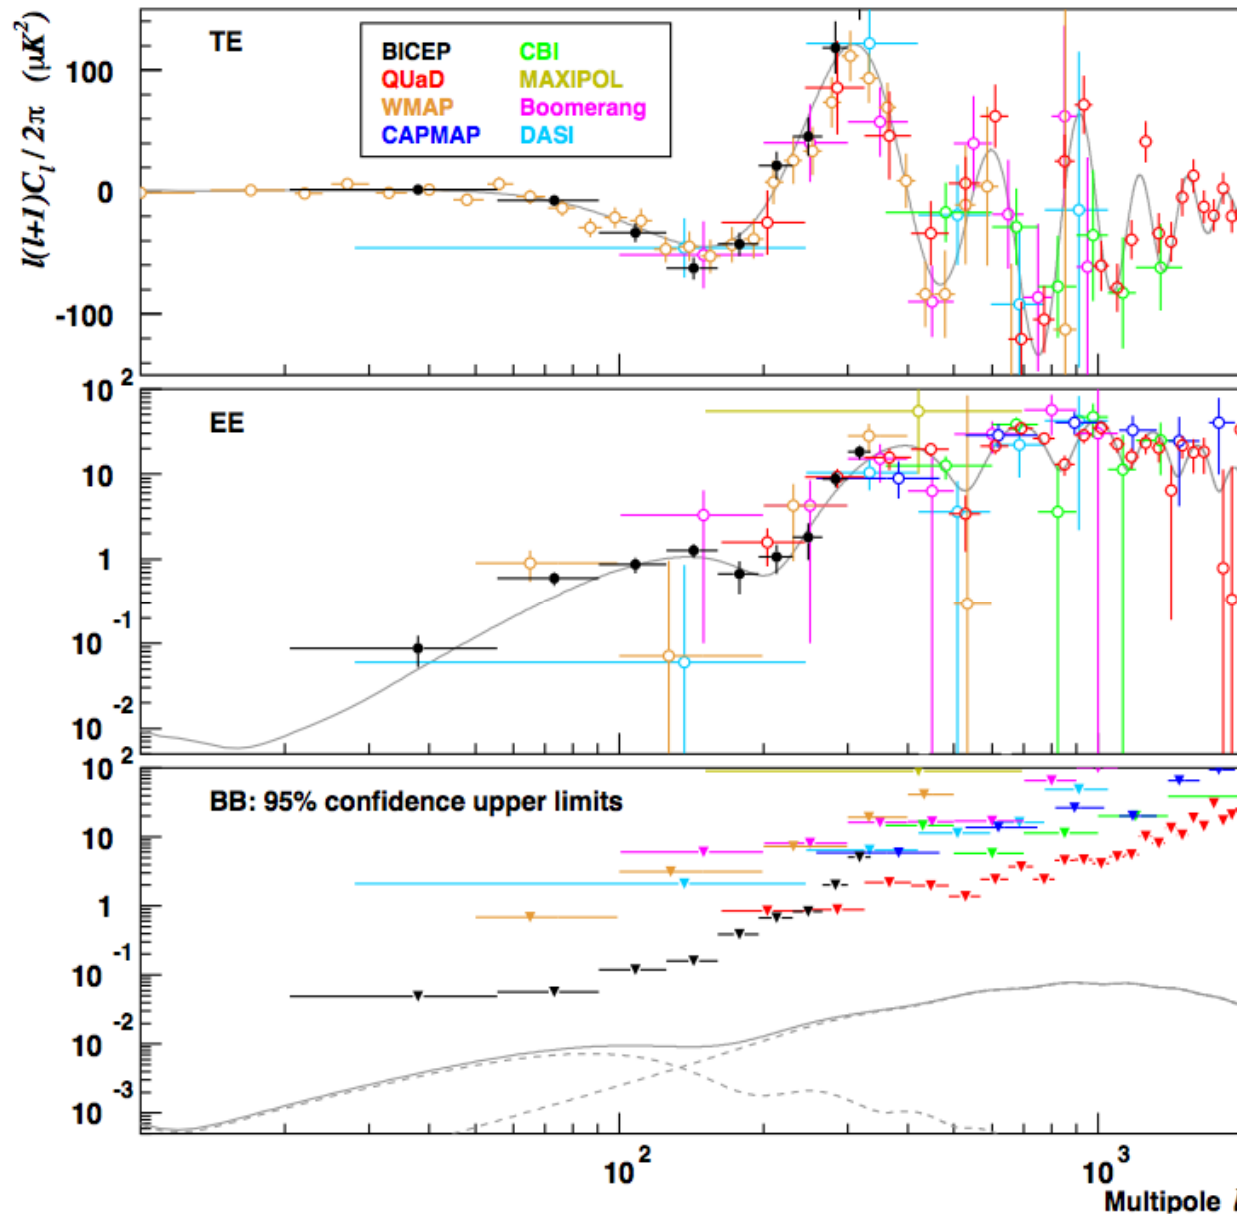 l(l+1)C_l / 2π (μK²)
TE
BICEP CBI
QUaD MAXIPOL
WMAP Boomerang
CAPMAP DASI
100
0
-100
10²
EE
10
1
10⁻¹
10⁻²
10²
BB: 95% confidence upper limits
10
1
10⁻¹
10⁻²
10⁻³
10² 10³
Multipole l